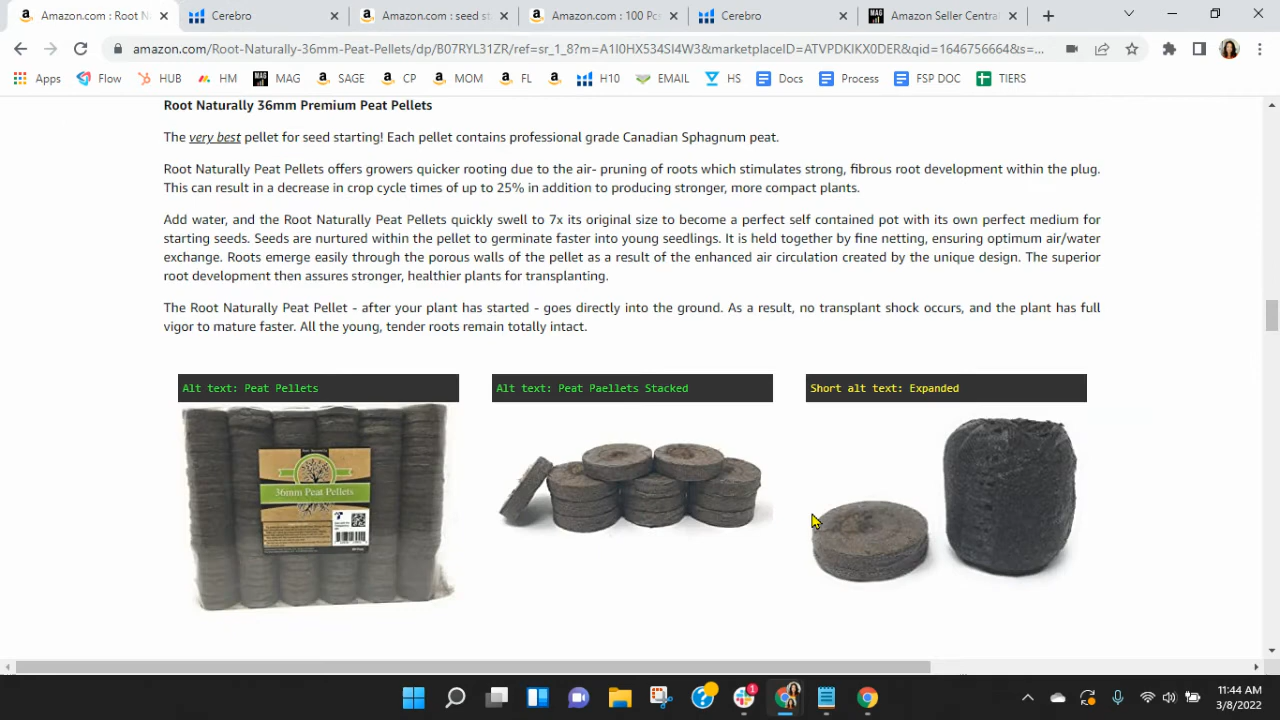 Amazon.com : Root N
Cerebro
Amazon.com : seed st
Amazon.com : 100 Pcs
Cerebro
Amazon Seller Centra
amazon.com/Root-Naturally-36mm-Peat-Pellets/dp/B07RYL31ZR/ref=sr_1_8?m=A1I0HX534SI4W3&marketplaceID=ATVPDKIKX0DER&qid=1646756664&s=...
Apps Flow HUB HM MAG SAGE CP MOM FL H10 EMAIL HS Docs Process FSP DOC TIERS
Root Naturally 36mm Premium Peat Pellets
The very best pellet for seed starting! Each pellet contains professional grade Canadian Sphagnum peat.
Root Naturally Peat Pellets offers growers quicker rooting due to the air- pruning of roots which stimulates strong, fibrous root development within the plug.
This can result in a decrease in crop cycle times of up to 25% in addition to producing stronger, more compact plants.
Add water, and the Root Naturally Peat Pellets quickly swell to 7x its original size to become a perfect self contained pot with its own perfect medium for
starting seeds. Seeds are nurtured within the pellet to germinate faster into young seedlings. It is held together by fine netting, ensuring optimum air/water
exchange. Roots emerge easily through the porous walls of the pellet as a result of the enhanced air circulation created by the unique design. The superior
root development then assures stronger, healthier plants for transplanting.
The Root Naturally Peat Pellet - after your plant has started - goes directly into the ground. As a result, no transplant shock occurs, and the plant has full
vigor to mature faster. All the young, tender roots remain totally intact.
Alt text: Peat Pellets
Alt text: Peat Paellets Stacked
Short alt text: Expanded
36mm Peat Pellets
1
11:44 AM
3/8/2022